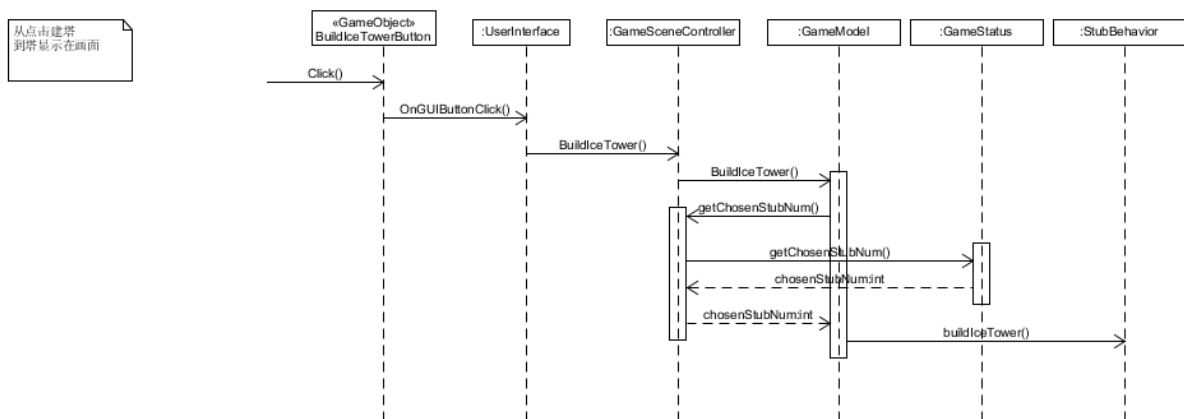 从点击建塔
到塔显示在画面
«GameObject»
BuildIceTowerButton
:UserInterface
:GameSceneController
:GameModel
:GameStatus
:StubBehavior
Click()
OnGUIButtonClick()
BuildIceTower()
BuildIceTower()
getChosenStubNum()
getChosenStubNum()
chosenStubNum:int
chosenStubNum:int
buildIceTower()